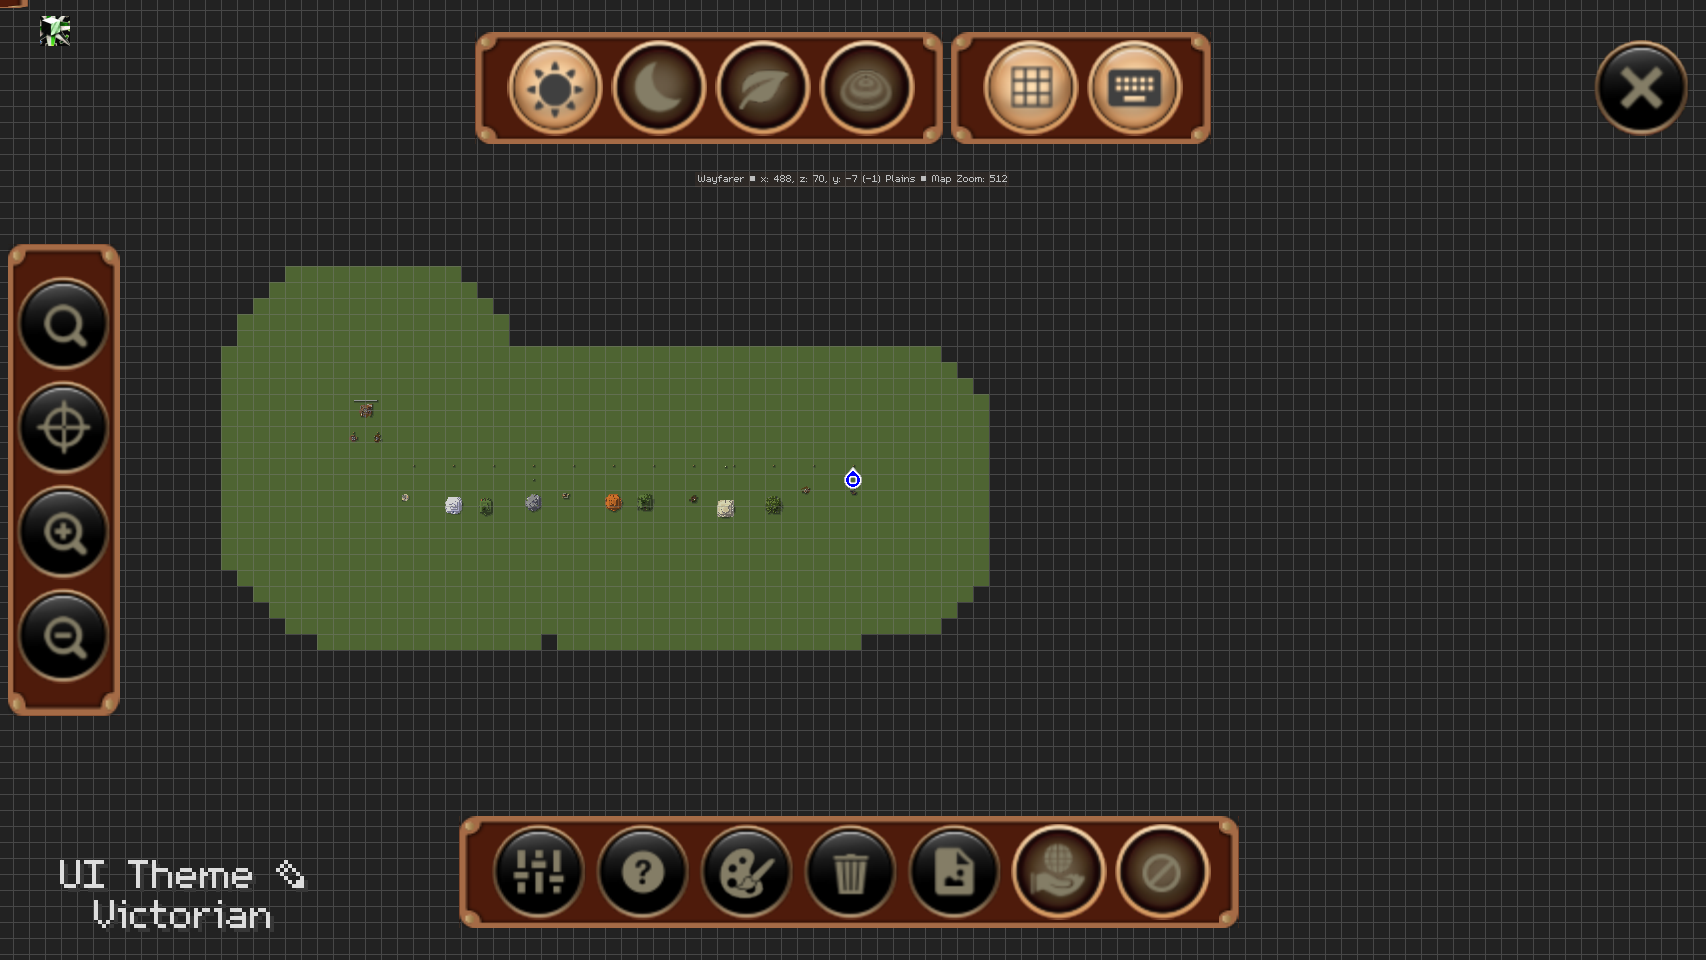 Wayfarer ■ x: 488, z: 70, y: -7 (-1) Plains ■ Map Zoom: 512
UI Theme ✎
Victorian